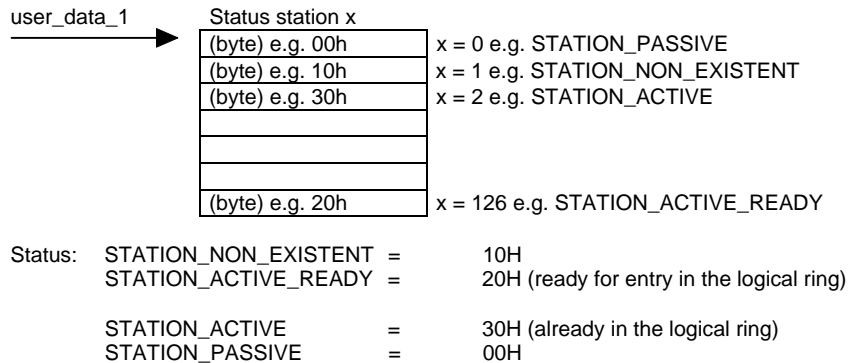 user_data_1 Status station x
(byte) e.g. 00h x = 0 e.g. STATION_PASSIVE
(byte) e.g. 10h x = 1 e.g. STATION_NON_EXISTENT
(byte) e.g. 30h x = 2 e.g. STATION_ACTIVE
(byte) e.g. 20h x = 126 e.g. STATION_ACTIVE_READY
Status: STATION_NON_EXISTENT = 10H
STATION_ACTIVE_READY = 20H (ready for entry in the logical ring)
STATION_ACTIVE = 30H (already in the logical ring)
STATION_PASSIVE = 00H